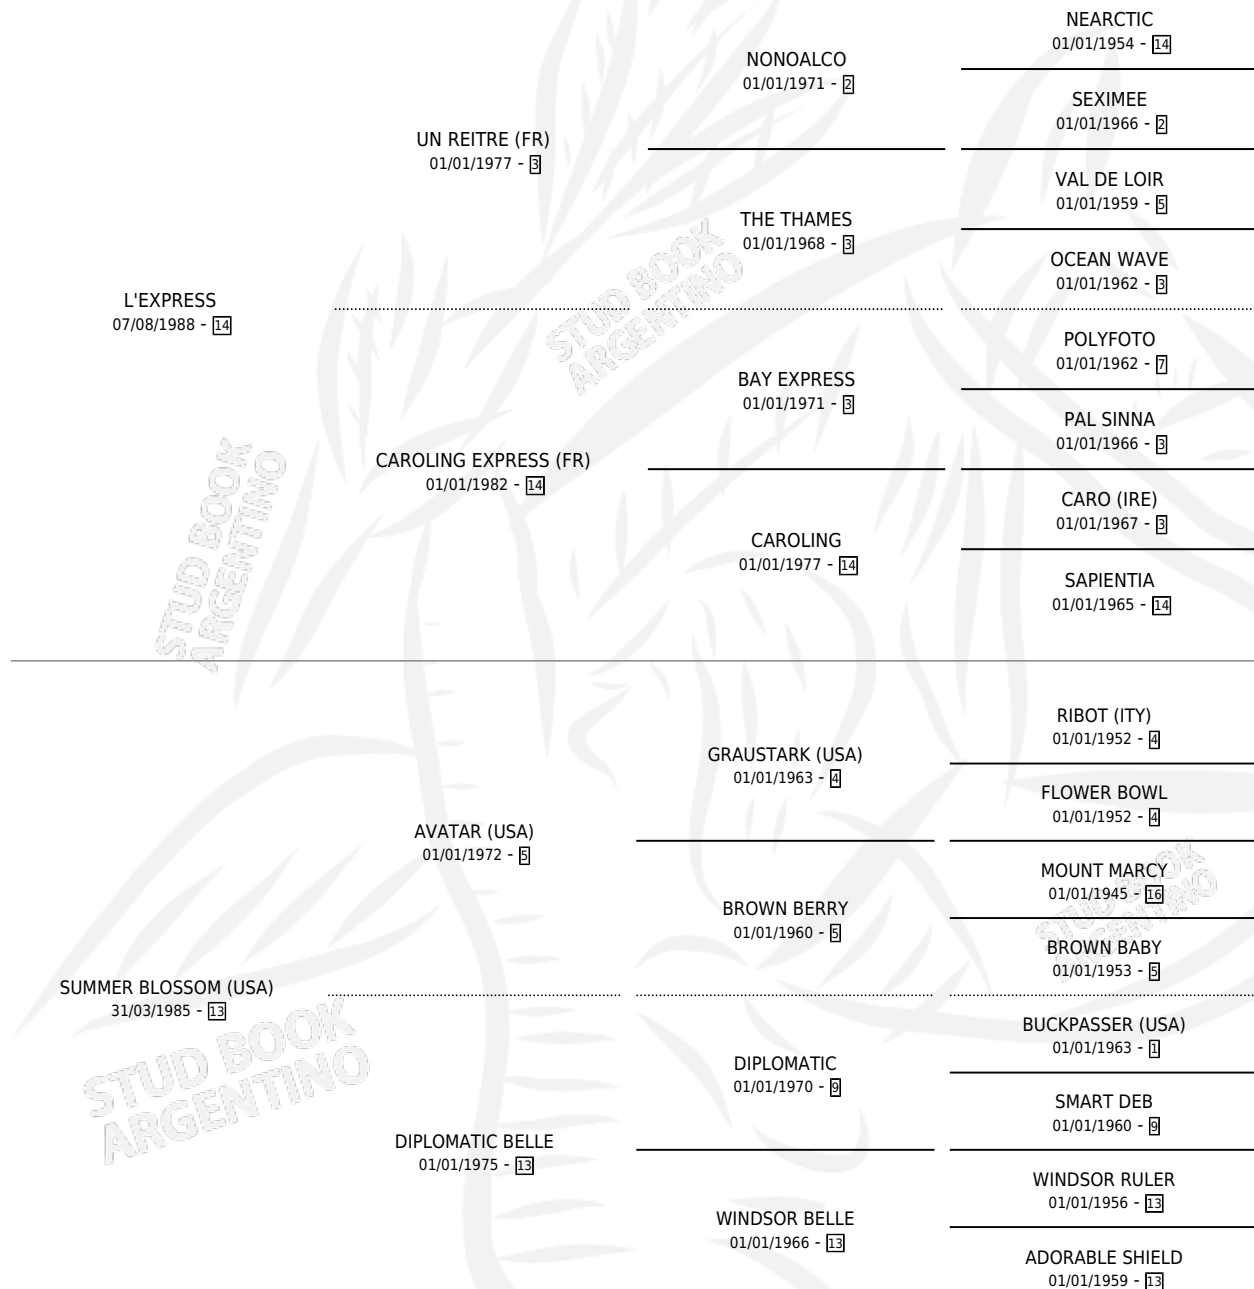 NEARCTIC
01/01/1954 - 14
NONOALCO
01/01/1971 - 2
SEXIMEE
01/01/1966 - 2
UN REITRE (FR)
01/01/1977 - 3
VAL DE LOIR
01/01/1959 - 5
THE THAMES
01/01/1968 - 3
OCEAN WAVE
01/01/1962 - 3
L'EXPRESS
07/08/1988 - 14
POLYFOTO
01/01/1962 - 7
BAY EXPRESS
01/01/1971 - 3
PAL SINNA
01/01/1966 - 3
CAROLING EXPRESS (FR)
01/01/1982 - 14
CARO (IRE)
01/01/1967 - 3
CAROLING
01/01/1977 - 14
SAPIENTIA
01/01/1965 - 14
RIBOT (ITY)
01/01/1952 - 4
GRAUSTARK (USA)
01/01/1963 - 4
FLOWER BOWL
01/01/1952 - 4
AVATAR (USA)
01/01/1972 - 5
MOUNT MARCY
01/01/1945 - 16
BROWN BERRY
01/01/1960 - 5
BROWN BABY
01/01/1953 - 5
SUMMER BLOSSOM (USA)
31/03/1985 - 13
BUCKPASSER (USA)
01/01/1963 - 1
DIPLOMATIC
01/01/1970 - 9
SMART DEB
01/01/1960 - 9
DIPLOMATIC BELLE
01/01/1975 - 13
WINDSOR RULER
01/01/1956 - 13
WINDSOR BELLE
01/01/1966 - 13
ADORABLE SHIELD
01/01/1959 - 13
STUD BOOK
ARGENTINO
STUD BOOK
ARGENTINO
STUD BOOK
ARGENTINO
STUD BOOK
ARGENTINO